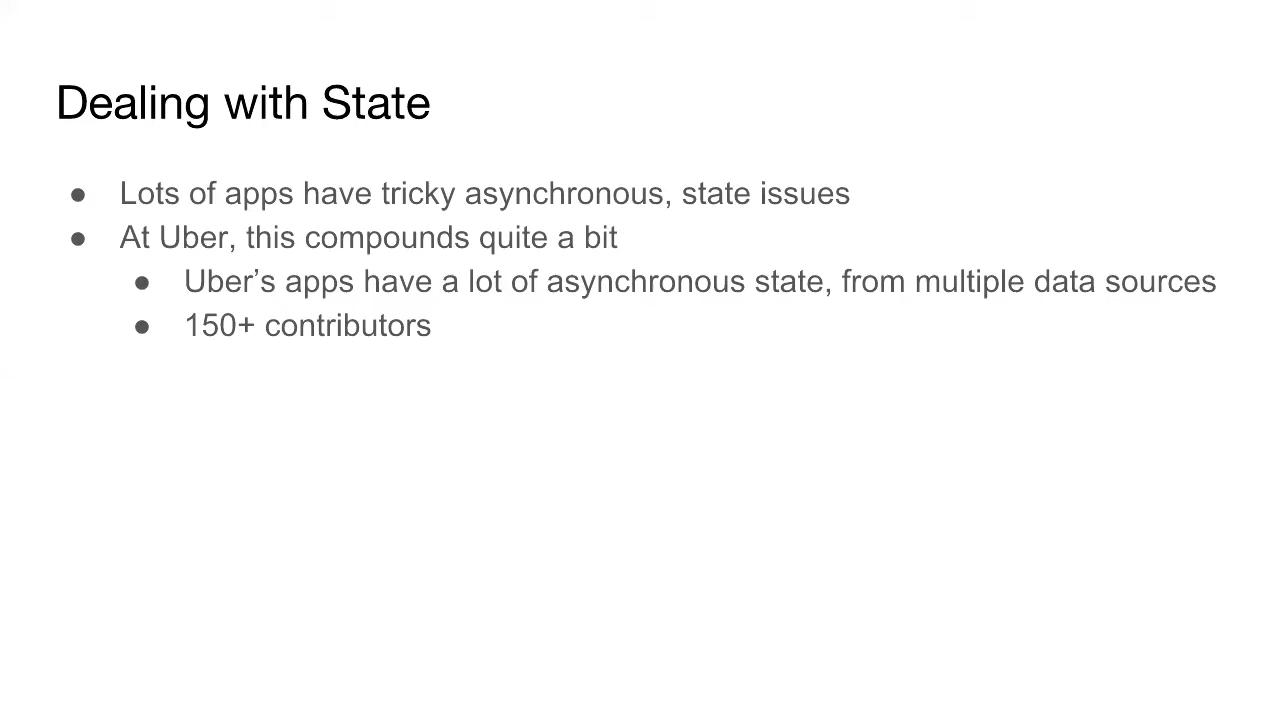 Dealing with State
● Lots of apps have tricky asynchronous, state issues
● At Uber, this compounds quite a bit
● Uber’s apps have a lot of asynchronous state, from multiple data sources
● 150+ contributors